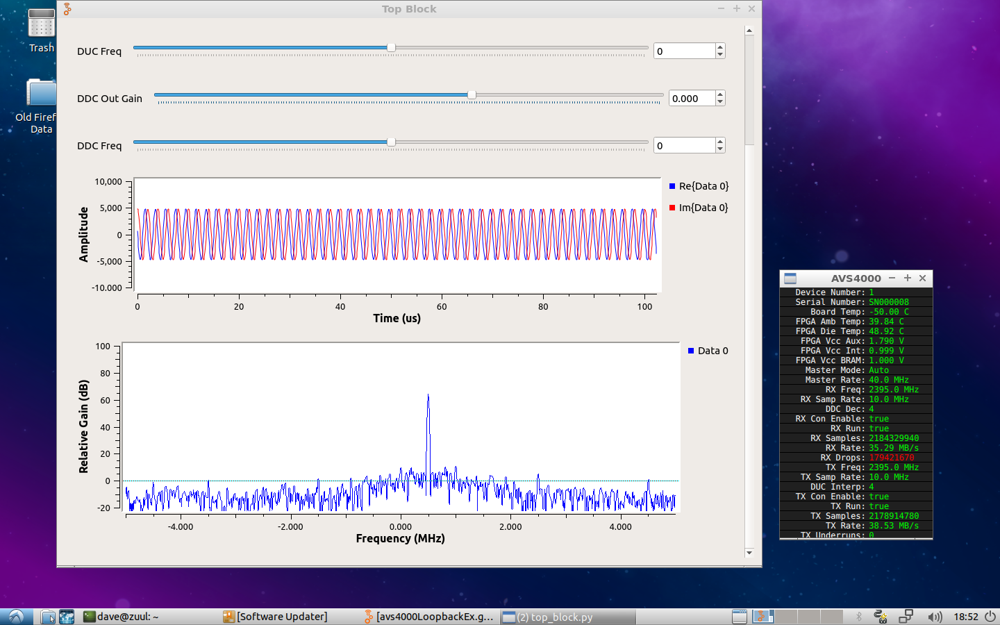 Top Block
Trash
Old Firef
Data
DUC Freq
0
DDC Out Gain
0.000
DDC Freq
0
10,000
5,000
0
-5,000
-10.000
Amplitude
0
20
40
60
80
100
Time (us)
Re{Data 0}
Im{Data 0}
100
80
60
40
20
0
-20
Relative Gain (dB)
-4.000
-2.000
0.000
2.000
4.000
Frequency (MHz)
Data 0
AVS4000
Device Number: 1
Serial Number: SN000008
Board Temp: -50.00 C
FPGA Amb Temp: 39.84 C
FPGA Die Temp: 48.92 C
FPGA Vcc Aux: 1.790 V
FPGA Vcc Int: 0.999 V
FPGA Vcc BRAM: 1.000 V
Master Mode: Auto
Master Rate: 40.0 MHz
RX Freq: 2395.0 MHz
RX Samp Rate: 10.0 MHz
DDC Dec: 4
RX Con Enable: true
RX Run: true
RX Samples: 2184329940
RX Rate: 35.29 MB/s
RX Drops: 179421670
TX Freq: 2395.0 MHz
TX Samp Rate: 10.0 MHz
DUC Interp: 4
TX Con Enable: true
TX Run: true
TX Samples: 2178914780
TX Rate: 38.53 MB/s
TX Underruns: 0
dave@zuul: ~
[Software Updater]
[avs4000LoopbackEx.g...
(2) top_block.py
18:52